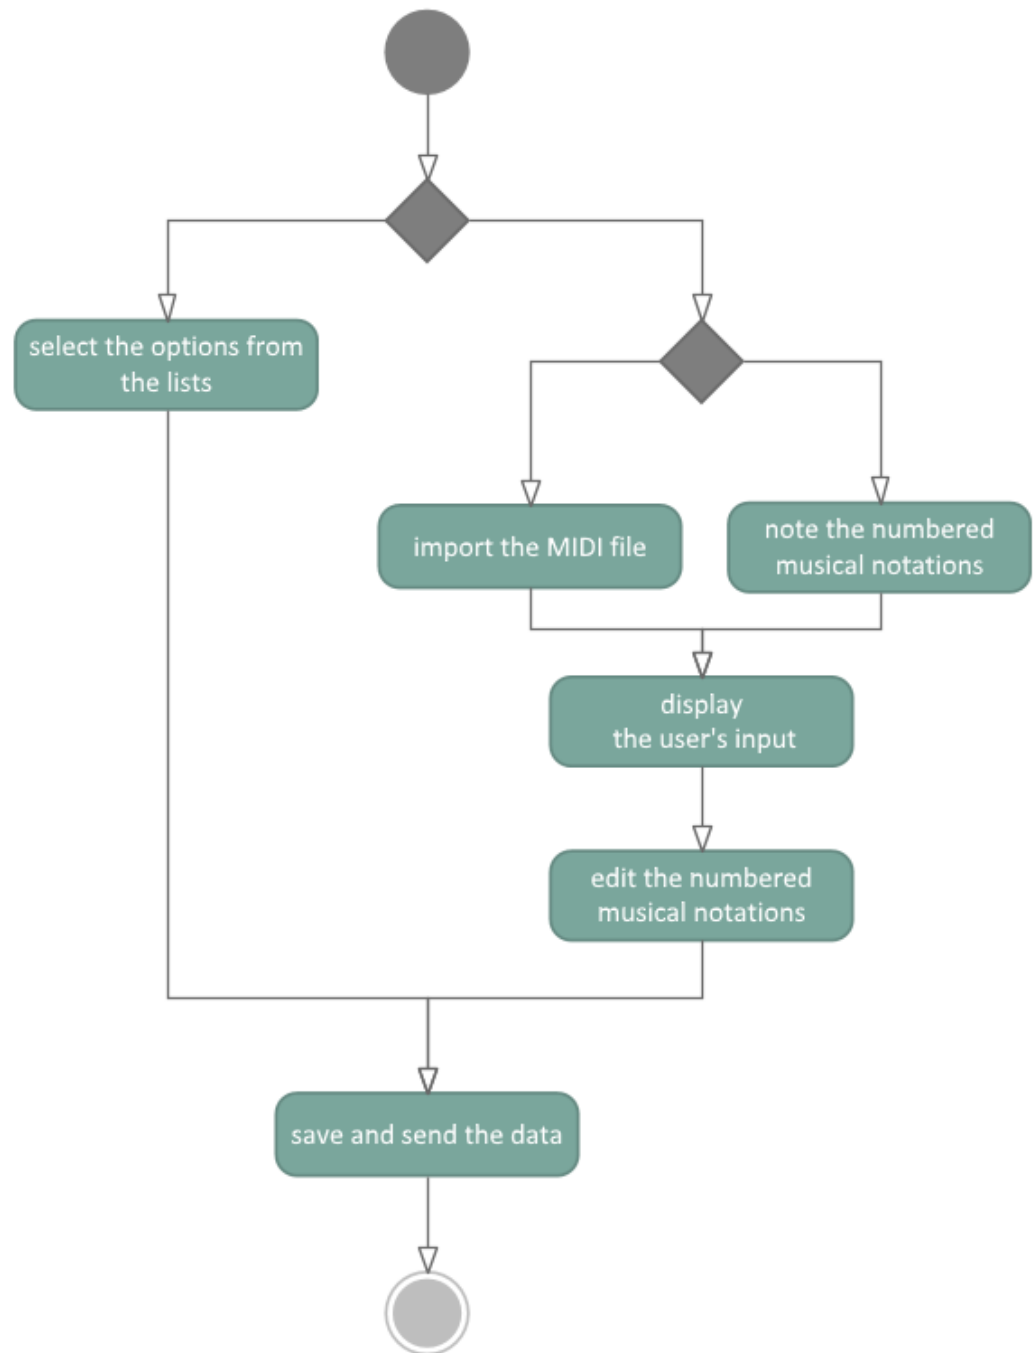 select the options from
the lists
import the MIDI file
note the numbered
musical notations
display
the user's input
edit the numbered
musical notations
save and send the data